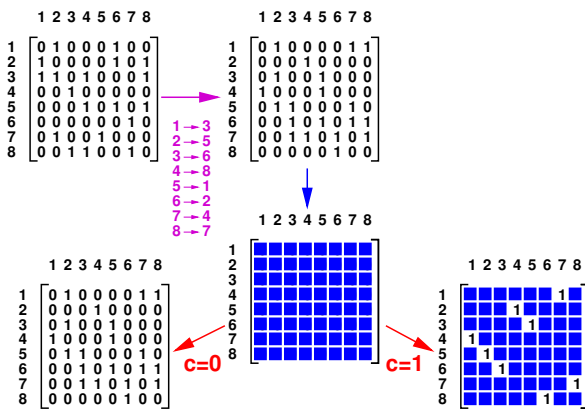 1 2 3 4 5 6 7 8
1 0 1 0 0 0 1 0 0
2 1 0 0 0 0 1 0 1
3 1 1 0 1 0 0 0 1
4 0 0 1 0 0 0 0 0
5 0 0 0 1 0 1 0 1
6 0 0 0 0 0 0 1 0
7 0 1 0 0 1 0 0 0
8 0 0 1 1 0 0 1 0
1 2 3 4 5 6 7 8
1 0 1 0 0 0 0 1 1
2 0 0 0 1 0 0 0 0
3 0 1 0 0 1 0 0 0
4 1 0 0 0 1 0 0 0
5 0 1 1 0 0 0 1 0
6 0 0 1 0 1 0 1 1
7 0 0 1 1 0 1 0 1
8 0 0 0 0 0 1 0 0
1→3
2→5
3→6
4→8
5→1
6→2
7→4
8→7
1 2 3 4 5 6 7 8
1
2
3
4
5
6
7
8
c=0
c=1
1 2 3 4 5 6 7 8
1 0 1 0 0 0 0 1 1
2 0 0 0 1 0 0 0 0
3 0 1 0 0 1 0 0 0
4 1 0 0 0 1 0 0 0
5 0 1 1 0 0 0 1 0
6 0 0 1 0 1 0 1 1
7 0 0 1 1 0 1 0 1
8 0 0 0 0 0 1 0 0
1 2 3 4 5 6 7 8
1 1
2 1
3 1
4 1
5 1
6 1
7 1
8 1